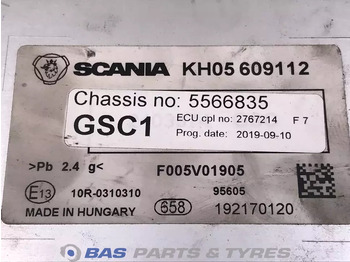 SCANIA KH05 609112
Chassis no: 5566835
GSC1 ECU cpl no: 2767214 F 7
Prog. date: 2019-09-10
>Pb 2.4 g< F005V01905
E13 10R-0310310 95605
MADE IN HUNGARY 658 192170120
BAS PARTS & TYRES